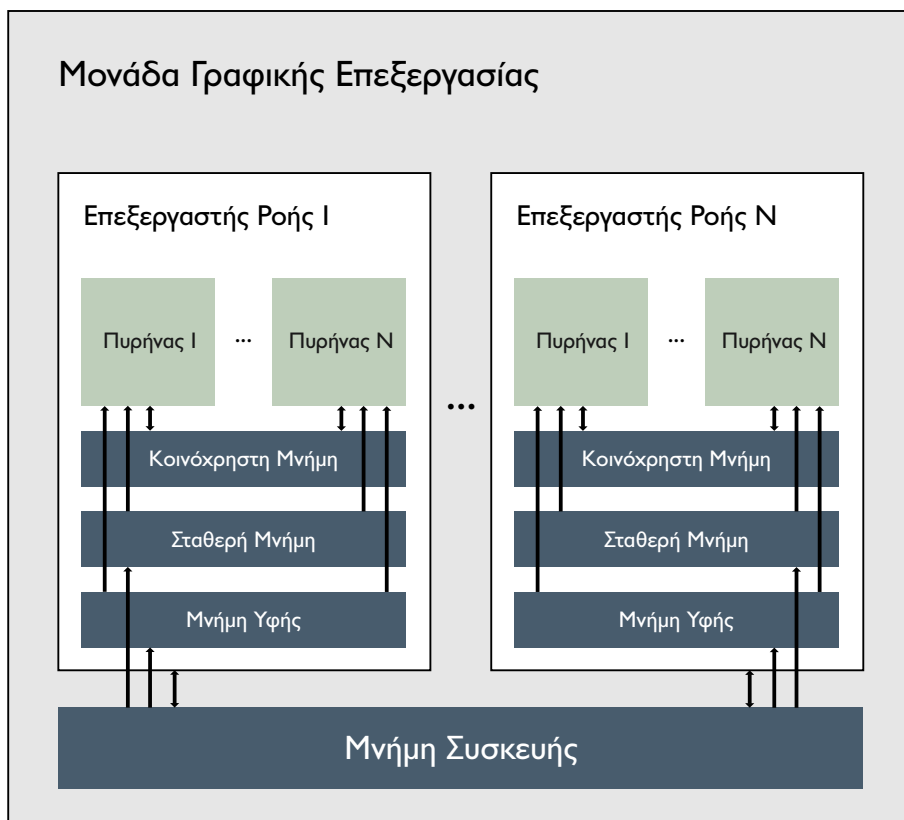 Μονάδα Γραφικής Επεξεργασίας
Επεξεργαστής Ροής 1
Πυρήνας 1 ... Πυρήνας Ν
Κοινόχρηστη Μνήμη
Σταθερή Μνήμη
Μνήμη Υφής
...
Επεξεργαστής Ροής Ν
Πυρήνας 1 ... Πυρήνας Ν
Κοινόχρηστη Μνήμη
Σταθερή Μνήμη
Μνήμη Υφής
Μνήμη Συσκευής